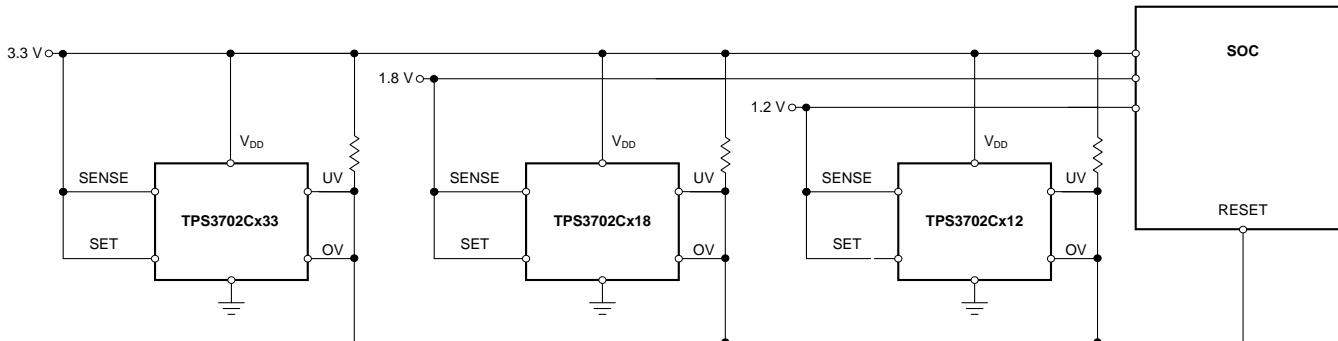 SOC
3.3 V
1.8 V
1.2 V
VDD
VDD
VDD
SENSE
UV
SENSE
UV
SENSE
UV
TPS3702Cx33
TPS3702Cx18
TPS3702Cx12
RESET
SET
OV
SET
OV
SET
OV